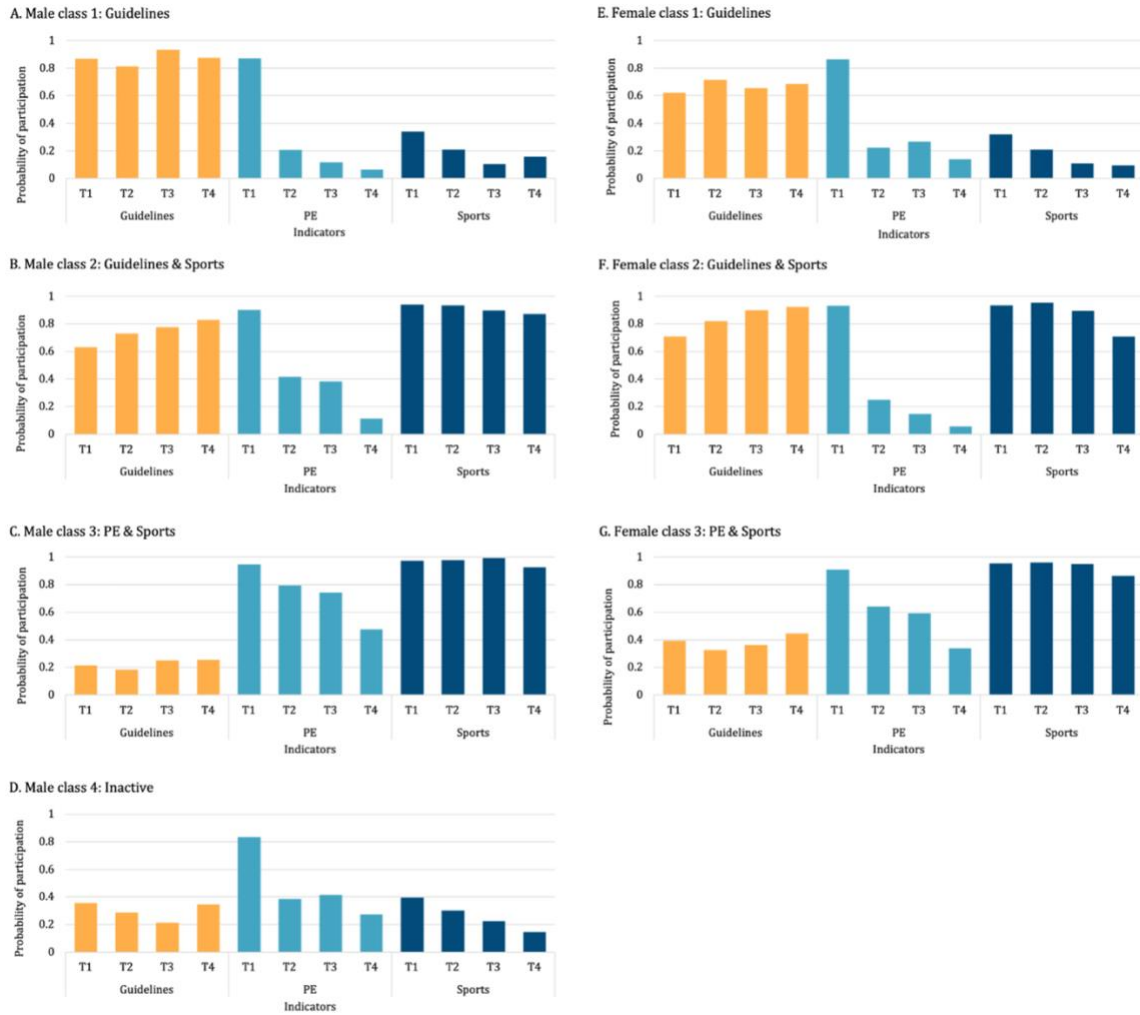 A. Male class 1: Guidelines
Probability of participation
1
0.8
0.6
0.4
0.2
0
T1 T2 T3 T4 T1 T2 T3 T4 T1 T2 T3 T4
Guidelines PE Sports
Indicators
E. Female class 1: Guidelines
Probability of participation
1
0.8
0.6
0.4
0.2
0
T1 T2 T3 T4 T1 T2 T3 T4 T1 T2 T3 T4
Guidelines PE Sports
Indicators
B. Male class 2: Guidelines & Sports
Probability of participation
1
0.8
0.6
0.4
0.2
0
T1 T2 T3 T4 T1 T2 T3 T4 T1 T2 T3 T4
Guidelines PE Sports
Indicators
F. Female class 2: Guidelines & Sports
Probability of participation
1
0.8
0.6
0.4
0.2
0
T1 T2 T3 T4 T1 T2 T3 T4 T1 T2 T3 T4
Guidelines PE Sports
Indicators
C. Male class 3: PE & Sports
Probability of participation
1
0.8
0.6
0.4
0.2
0
T1 T2 T3 T4 T1 T2 T3 T4 T1 T2 T3 T4
Guidelines PE Sports
Indicators
G. Female class 3: PE & Sports
Probability of participation
1
0.8
0.6
0.4
0.2
0
T1 T2 T3 T4 T1 T2 T3 T4 T1 T2 T3 T4
Guidelines PE Sports
Indicators
D. Male class 4: Inactive
Probability of participation
1
0.8
0.6
0.4
0.2
0
T1 T2 T3 T4 T1 T2 T3 T4 T1 T2 T3 T4
Guidelines PE Sports
Indicators